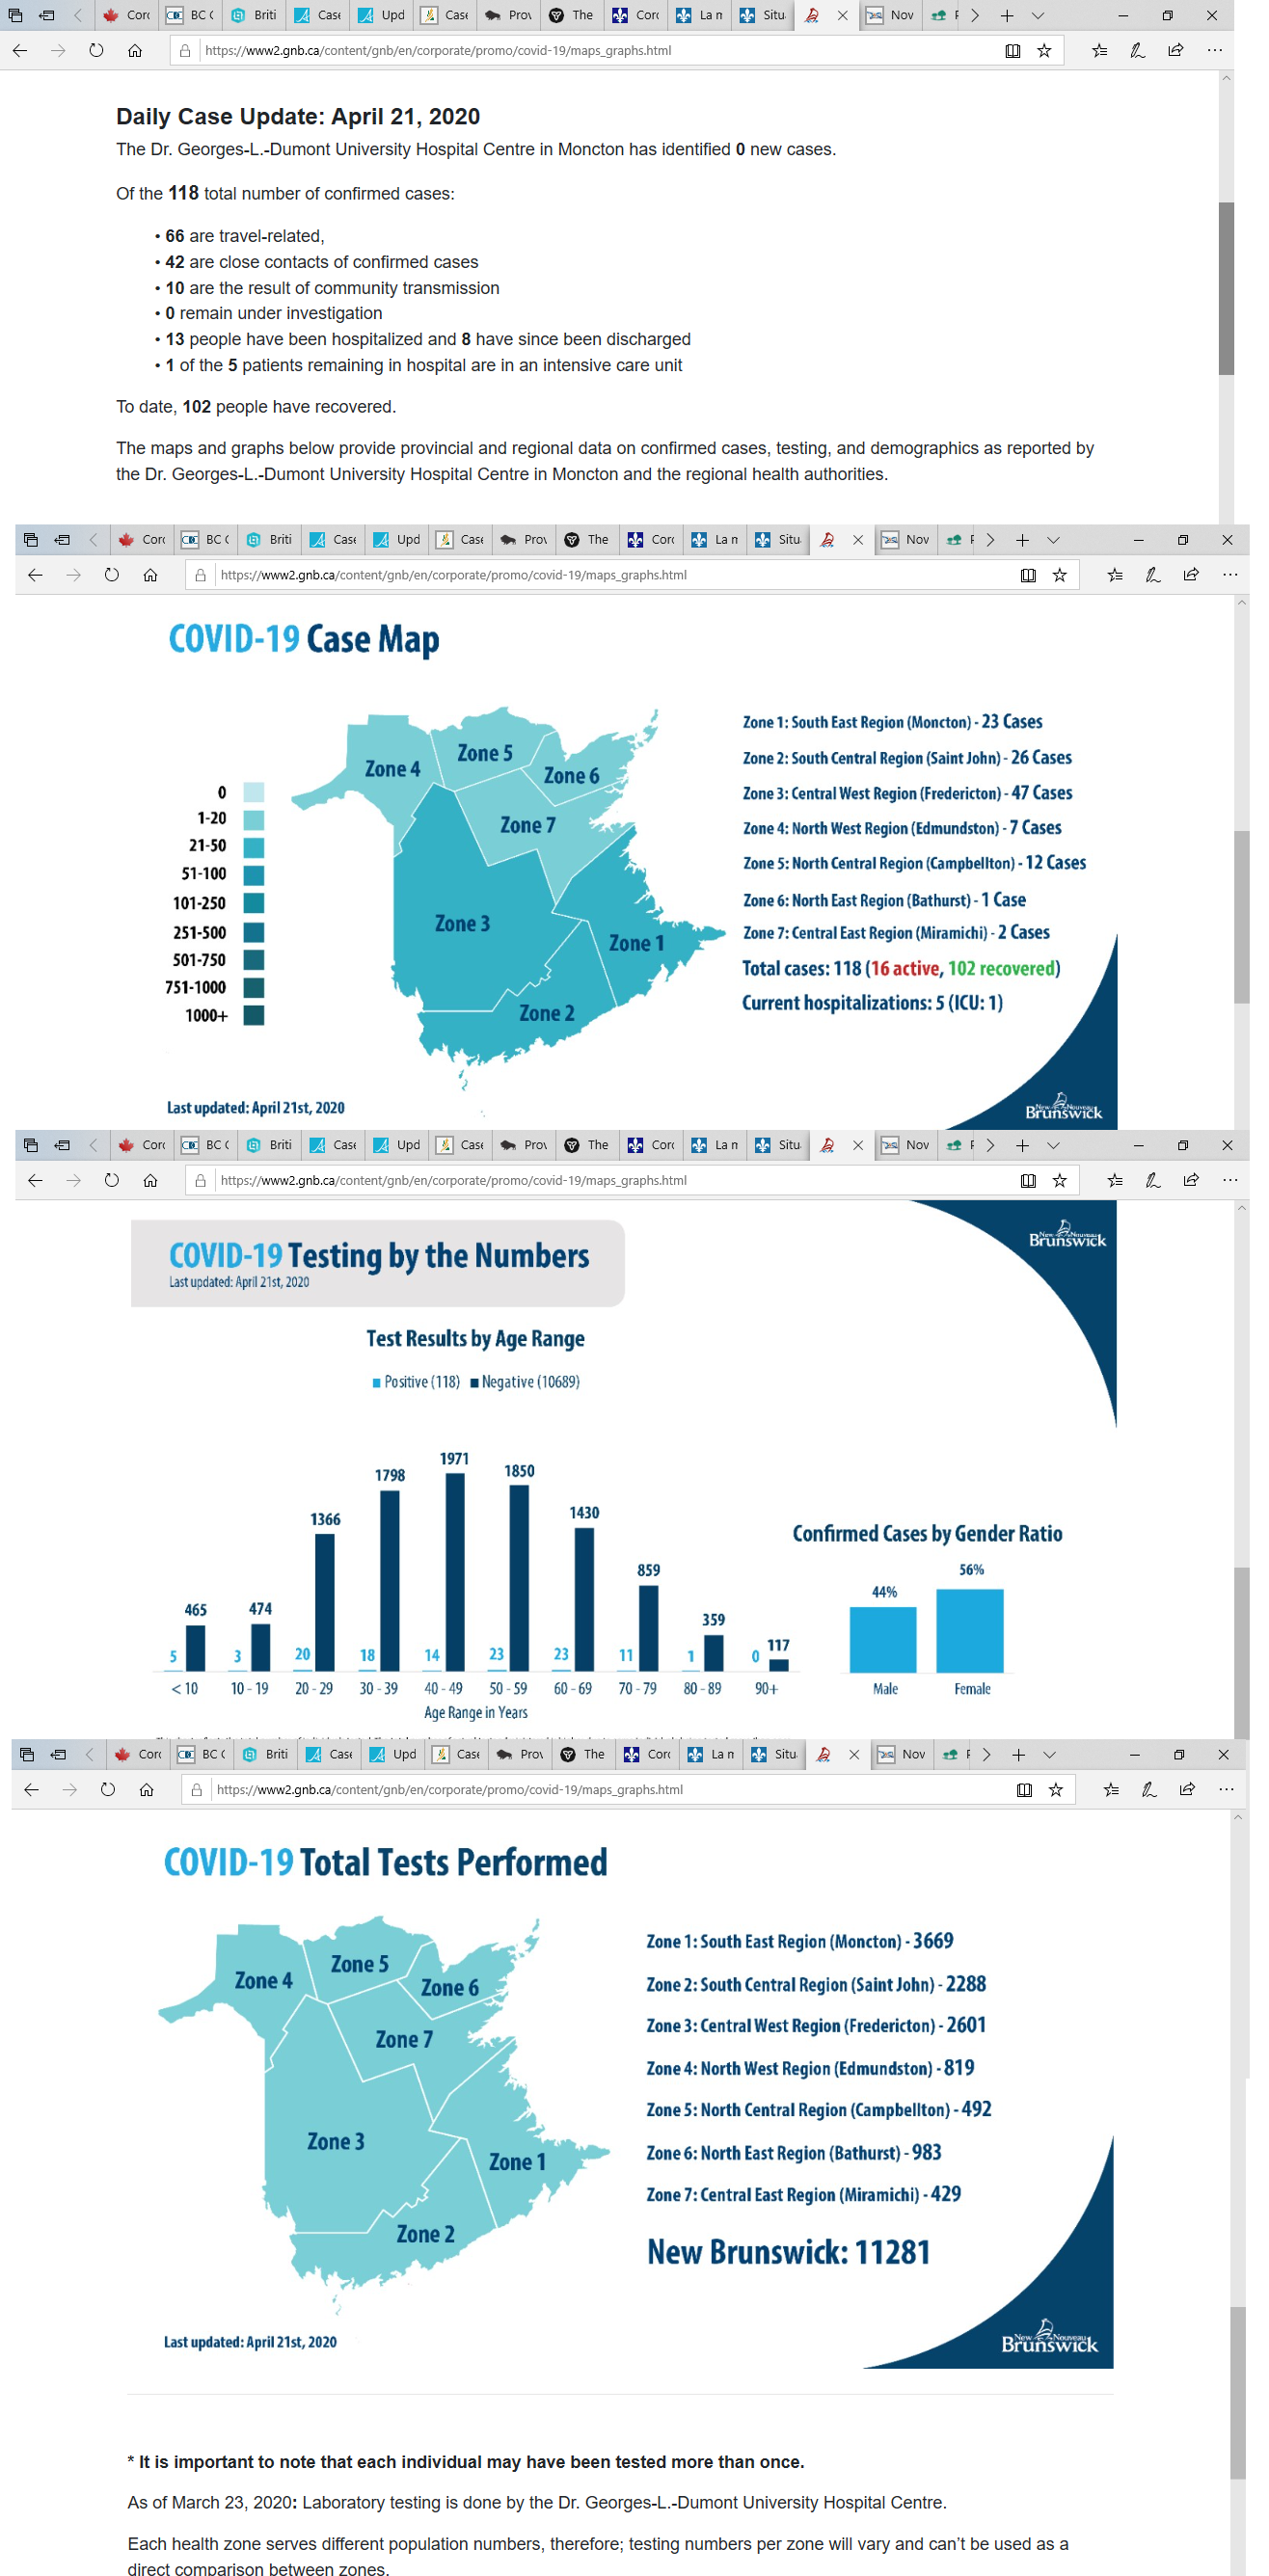 Corc BC ( Briti Case Upd Case Prov The Corc La n Situ Nov F
https://www2.gnb.ca/content/gnb/en/corporate/promo/covid-19/maps_graphs.html
Daily Case Update: April 21, 2020
The Dr. Georges-L.-Dumont University Hospital Centre in Moncton has identified 0 new cases.
Of the 118 total number of confirmed cases:
• 66 are travel-related,
• 42 are close contacts of confirmed cases
• 10 are the result of community transmission
• 0 remain under investigation
• 13 people have been hospitalized and 8 have since been discharged
• 1 of the 5 patients remaining in hospital are in an intensive care unit
To date, 102 people have recovered.
The maps and graphs below provide provincial and regional data on confirmed cases, testing, and demographics as reported by
the Dr. Georges-L.-Dumont University Hospital Centre in Moncton and the regional health authorities.
Corc BC ( Briti Case Upd Case Prov The Corc La n Situ Nov F
https://www2.gnb.ca/content/gnb/en/corporate/promo/covid-19/maps_graphs.html
COVID-19 Case Map
0
1-20
21-50
51-100
101-250
251-500
501-750
751-1000
1000+
Zone 4
Zone 5
Zone 6
Zone 7
Zone 3
Zone 1
Zone 2
Zone 1: South East Region (Moncton) - 23 Cases
Zone 2: South Central Region (Saint John) - 26 Cases
Zone 3: Central West Region (Fredericton) - 47 Cases
Zone 4: North West Region (Edmundston) - 7 Cases
Zone 5: North Central Region (Campbellton) - 12 Cases
Zone 6: North East Region (Bathurst) - 1 Case
Zone 7: Central East Region (Miramichi) - 2 Cases
Total cases: 118 (16 active, 102 recovered)
Current hospitalizations: 5 (ICU: 1)
Last updated: April 21st, 2020
New Nouveau
Brunswick
Corc BC ( Briti Case Upd Case Prov The Corc La n Situ Nov F
https://www2.gnb.ca/content/gnb/en/corporate/promo/covid-19/maps_graphs.html
New Nouveau
Brunswick
COVID-19 Testing by the Numbers
Last updated: April 21st, 2020
Test Results by Age Range
Positive (118) Negative (10689)
5 465 3 474 20 1366 18 1798 14 1971 23 1850 23 1430 11 859 1 359 0 117
< 10 10 - 19 20 - 29 30 - 39 40 - 49 50 - 59 60 - 69 70 - 79 80 - 89 90+
Age Range in Years
Confirmed Cases by Gender Ratio
44% 56%
Male Female
Corc BC ( Briti Case Upd Case Prov The Corc La n Situ Nov F
https://www2.gnb.ca/content/gnb/en/corporate/promo/covid-19/maps_graphs.html
COVID-19 Total Tests Performed
Zone 4
Zone 5
Zone 6
Zone 7
Zone 3
Zone 1
Zone 2
Zone 1: South East Region (Moncton) - 3669
Zone 2: South Central Region (Saint John) - 2288
Zone 3: Central West Region (Fredericton) - 2601
Zone 4: North West Region (Edmundston) - 819
Zone 5: North Central Region (Campbellton) - 492
Zone 6: North East Region (Bathurst) - 983
Zone 7: Central East Region (Miramichi) - 429
New Brunswick: 11281
Last updated: April 21st, 2020
New Nouveau
Brunswick
* It is important to note that each individual may have been tested more than once.
As of March 23, 2020: Laboratory testing is done by the Dr. Georges-L.-Dumont University Hospital Centre.
Each health zone serves different population numbers, therefore; testing numbers per zone will vary and can't be used as a
direct comparison between zones.